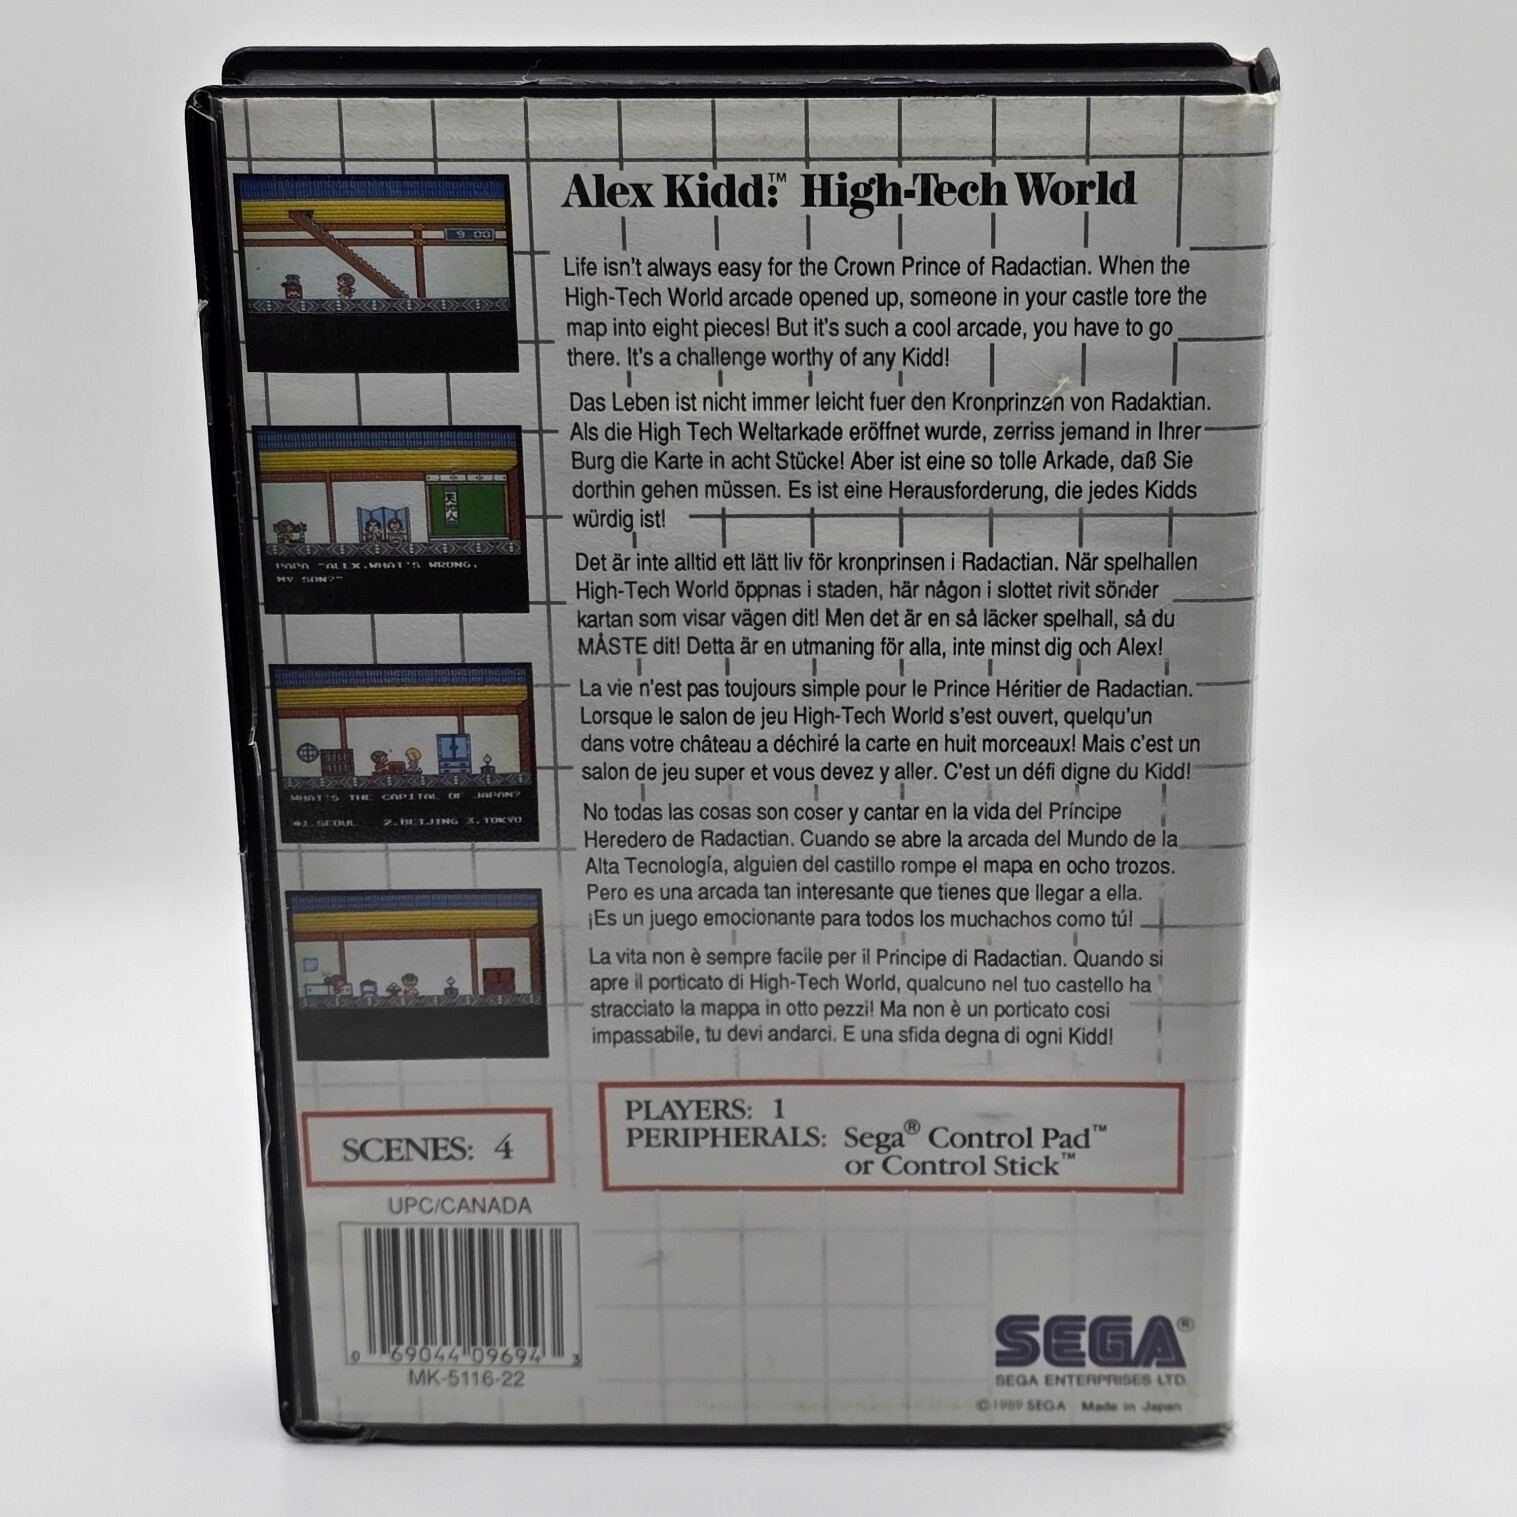 Alex Kidd:™ High-Tech World
Life isn't always easy for the Crown Prince of Radactian. When the
High-Tech World arcade opened up, someone in your castle tore the
map into eight pieces! But it's such a cool arcade, you have to go
there. It's a challenge worthy of any Kidd!
Das Leben ist nicht immer leicht fuer den Kronprinzen von Radaktian.
Als die High Tech Weltarkade eröffnet wurde, zerriss jemand in Ihrer
Burg die Karte in acht Stücke! Aber ist eine so tolle Arkade, daß Sie
dorthin gehen müssen. Es ist eine Herausforderung, die jedes Kidds
würdig ist!
Det är inte alltid ett lätt liv för kronprinsen i Radactian. När spelhallen
High-Tech World öppnas i staden, här någon i slottet rivit sönder
kartan som visar vägen dit! Men det är en så läcker spelhall, så du
MÅSTE dit! Detta är en utmaning för alla, inte minst dig och Alex!
La vie n'est pas toujours simple pour le Prince Héritier de Radactian.
Lorsque le salon de jeu High-Tech World s'est ouvert, quelqu'un
dans votre château a déchiré la carte en huit morceaux! Mais c'est un
salon de jeu super et vous devez y aller. C'est un défi digne du Kidd!
No todas las cosas son coser y cantar en la vida del Príncipe
Heredero de Radactian. Cuando se abre la arcada del Mundo de la
Alta Tecnología, alguien del castillo rompe el mapa en ocho trozos.
Pero es una arcada tan interesante que tienes que llegar a ella.
¡Es un juego emocionante para todos los muchachos como tú!
La vita non è sempre facile per il Principe di Radactian. Quando si
apre il porticato di High-Tech World, qualcuno nel tuo castello ha
stracciato la mappa in otto pezzi! Ma non è un porticato cosi
impassabile, tu devi andarci. E una sfida degna di ogni Kidd!
9 00
PAPA "ALEX,WHAT'S WRONG,
MY SON?"
WHAT'S THE CAPITAL OF JAPAN?
1.SEOUL 2.BEIJING 3.TOKYO
SCENES: 4
PLAYERS: 1
PERIPHERALS: Sega® Control Pad™
or Control Stick™
UPC/CANADA
0 69044 09694 3
MK-5116-22
SEGA®
SEGA ENTERPRISES LTD.
©1989 SEGA Made in Japan